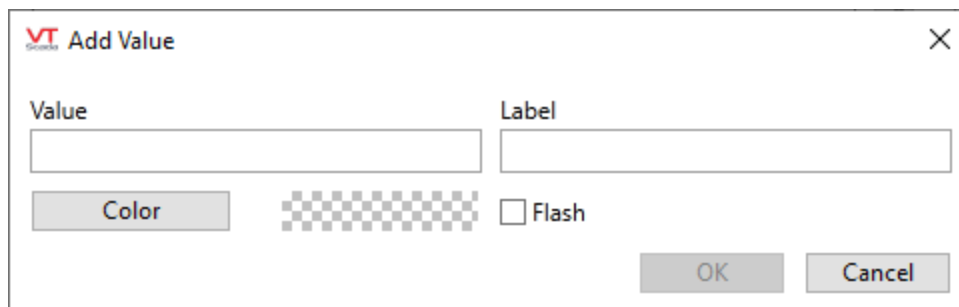 VT
Scada
Add Value
Value
Label
Color
Flash
OK
Cancel